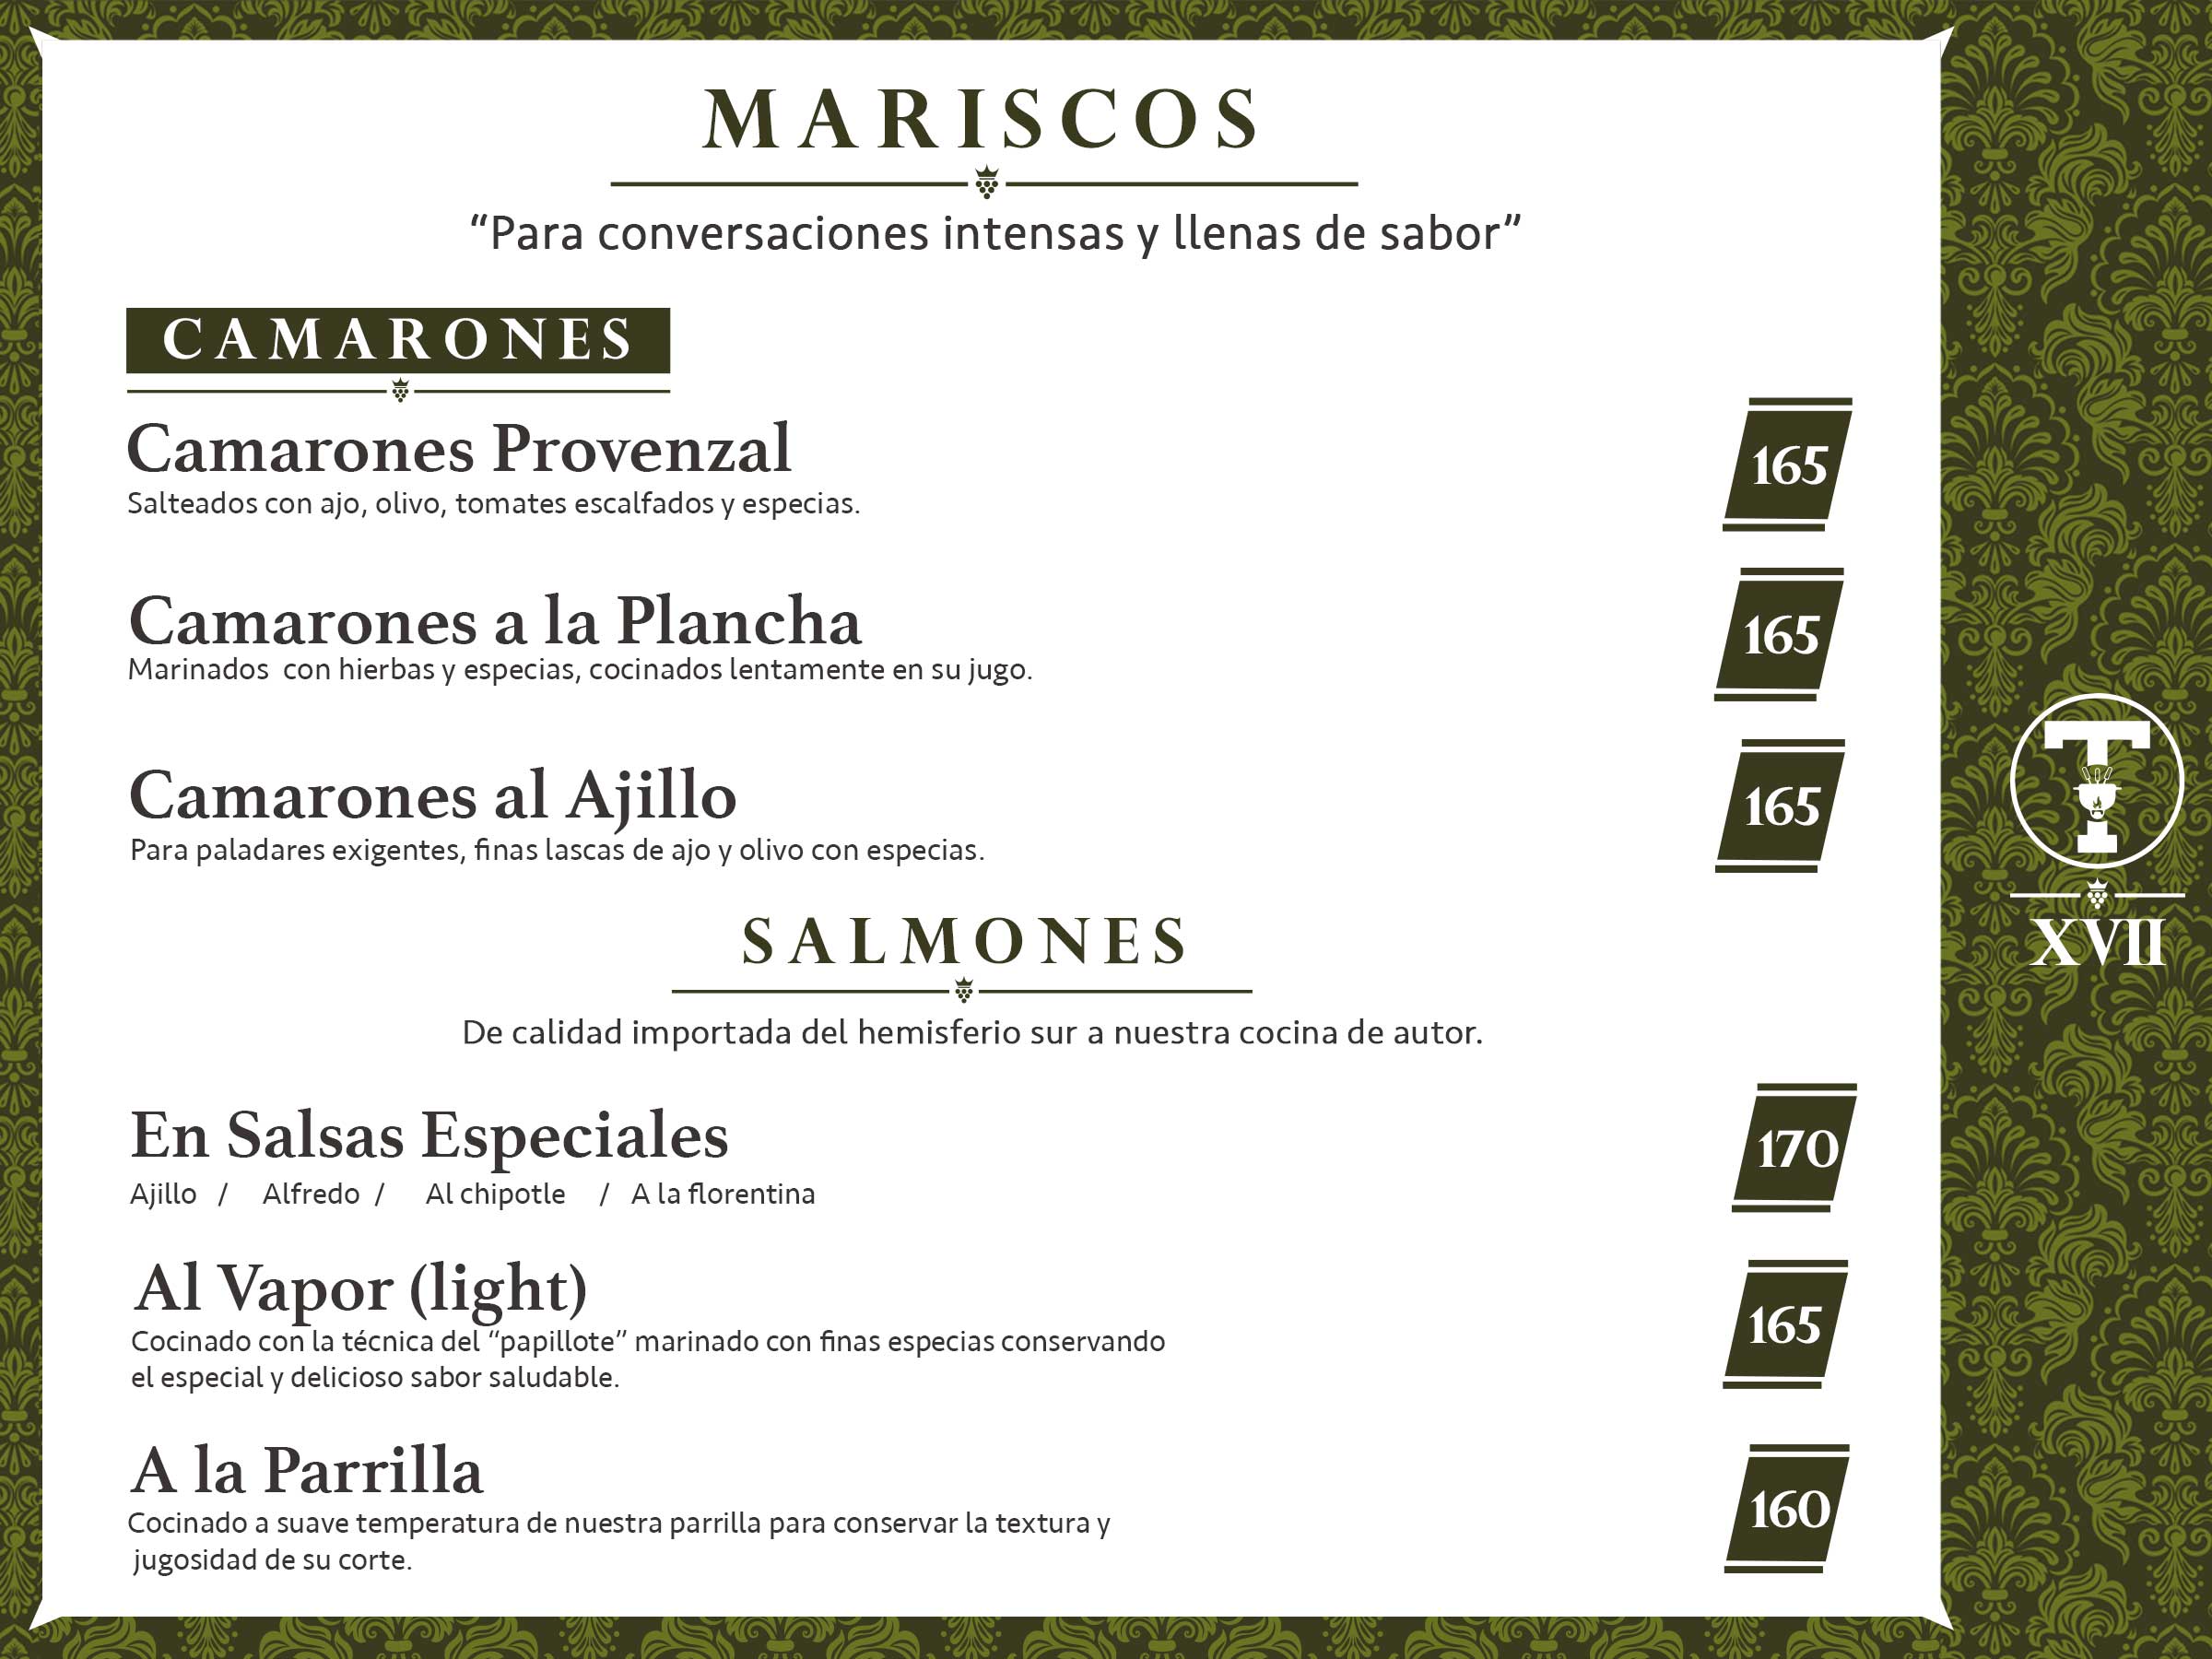 MARISCOS
“Para conversaciones intensas y llenas de sabor”
CAMARONES
Camarones Provenzal
165
Salteados con ajo, olivo, tomates escalfados y especias.
Camarones a la Plancha
165
Marinados con hierbas y especias, cocinados lentamente en su jugo.
Camarones al Ajillo
165
Para paladares exigentes, finas lascas de ajo y olivo con especias.
T
XVII
SALMONES
De calidad importada del hemisferio sur a nuestra cocina de autor.
En Salsas Especiales
170
Ajillo / Alfredo / Al chipotle / A la florentina
Al Vapor (light)
165
Cocinado con la técnica del “papillote” marinado con finas especias conservando
el especial y delicioso sabor saludable.
A la Parrilla
160
Cocinado a suave temperatura de nuestra parrilla para conservar la textura y
jugosidad de su corte.